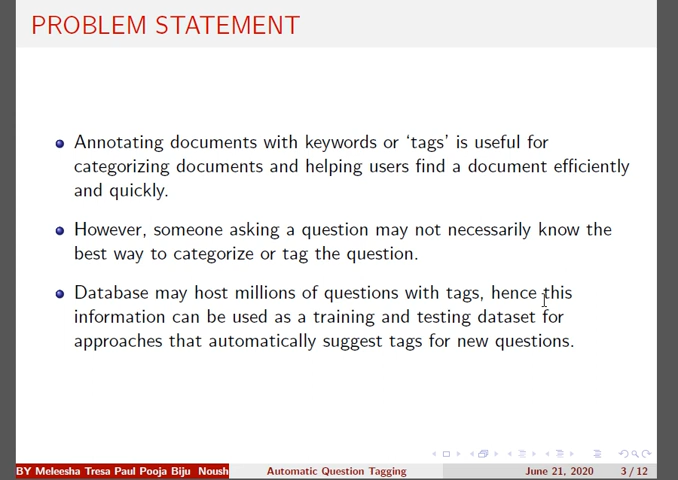 PROBLEM STATEMENT
Annotating documents with keywords or ‘tags’ is useful for
categorizing documents and helping users find a document efficiently
and quickly.
However, someone asking a question may not necessarily know the
best way to categorize or tag the question.
Database may host millions of questions with tags, hence this
information can be used as a training and testing dataset for
approaches that automatically suggest tags for new questions.
BY Meleesha Tresa Paul Pooja Biju Noush
Automatic Question Tagging
June 21, 2020
3 / 12